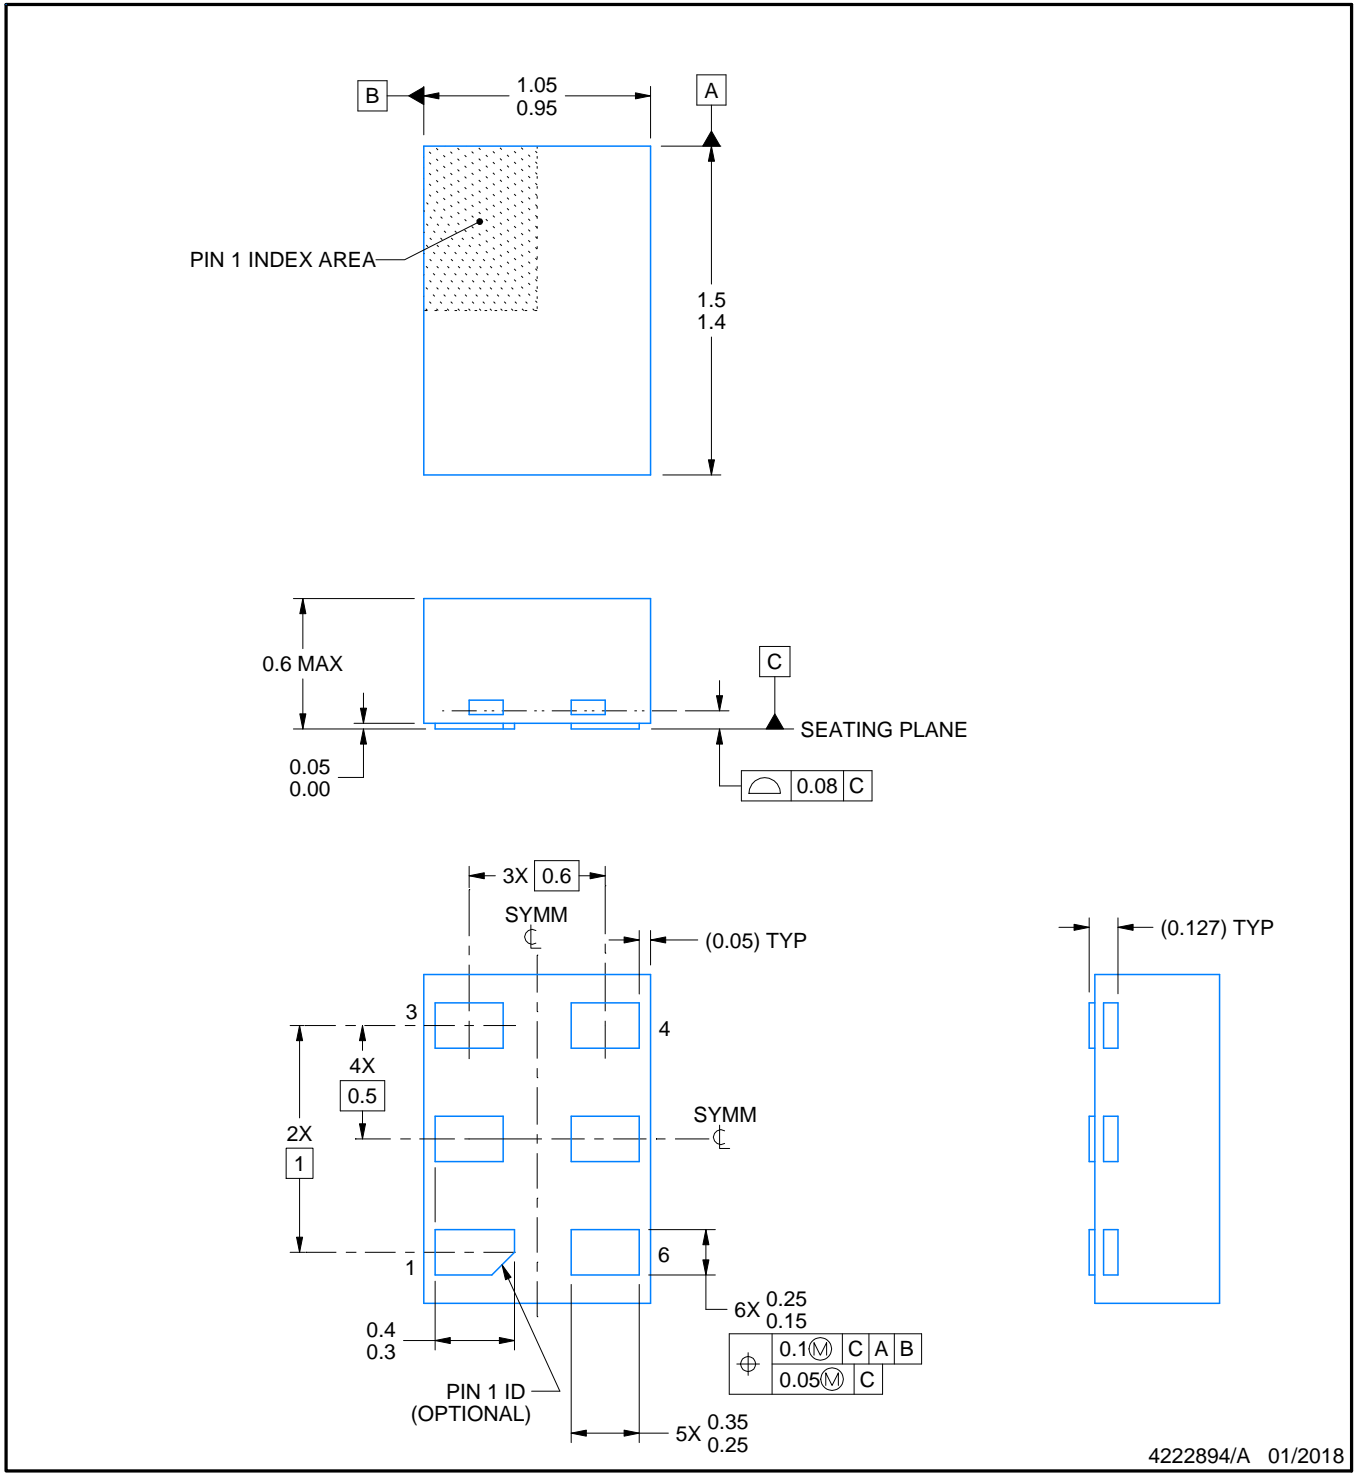 B
1.05
0.95
A
PIN 1 INDEX AREA
1.5
1.4
0.6 MAX
C
SEATING PLANE
0.05
0.00
0.08 C
3X 0.6
SYMM
(0.05) TYP
(0.127) TYP
3
4
4X
0.5
SYMM
2X
1
1
6
6X 0.25
0.15
0.4
0.3
0.1Ⓜ C A B
0.05Ⓜ C
PIN 1 ID
(OPTIONAL)
5X 0.35
0.25
4222894/A 01/2018